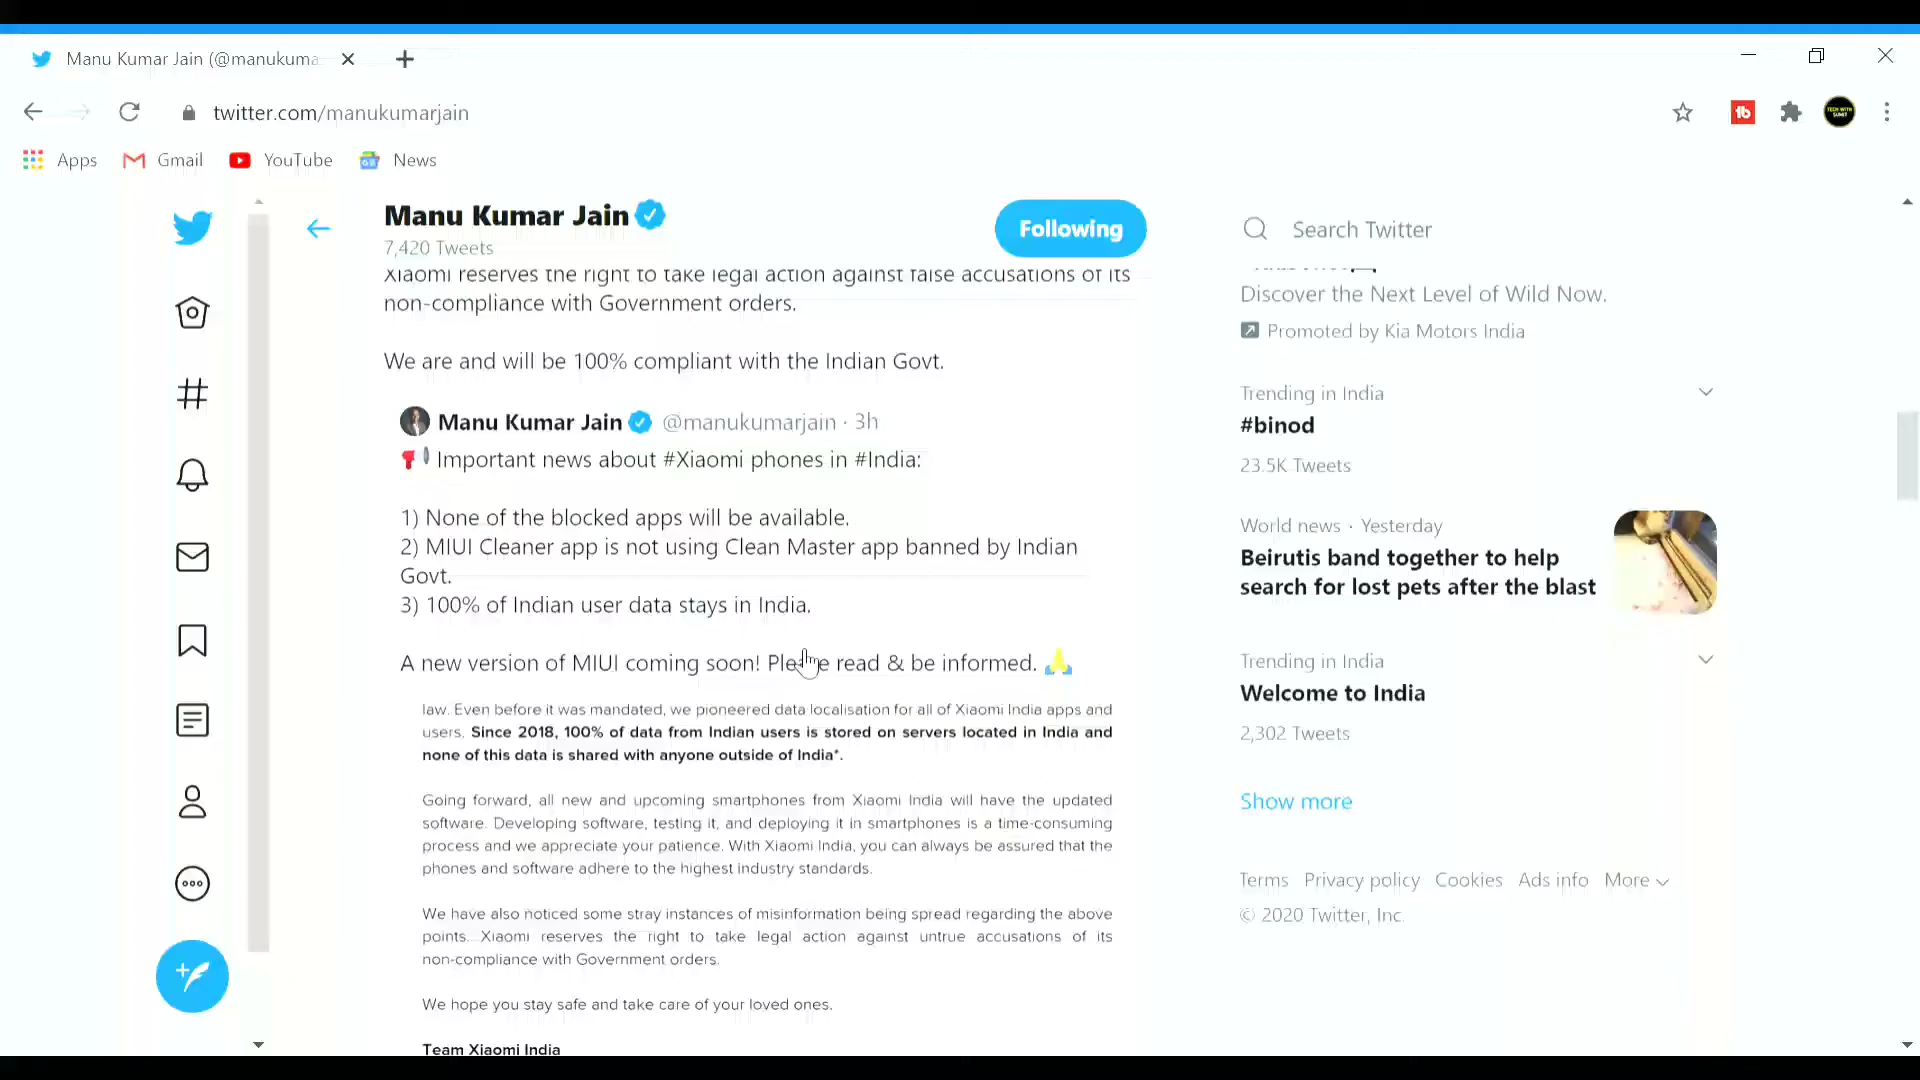 Manu Kumar Jain (@manukuma
twitter.com/manukumarjain
TECH WITH
SUMIT
Apps
Gmail
YouTube
News
Manu Kumar Jain
7,420 Tweets
Following
Xiaomi reserves the right to take legal action against false accusations of its
non-compliance with Government orders.
We are and will be 100% compliant with the Indian Govt.
Manu Kumar Jain @manukumarjain · 3h
Important news about #Xiaomi phones in #India:
1) None of the blocked apps will be available.
2) MIUI Cleaner app is not using Clean Master app banned by Indian
Govt.
3) 100% of Indian user data stays in India.
A new version of MIUI coming soon! Please read & be informed. 🙏
law. Even before it was mandated, we pioneered data localisation for all of Xiaomi India apps and
users. Since 2018, 100% of data from Indian users is stored on servers located in India and
none of this data is shared with anyone outside of India*.
Going forward, all new and upcoming smartphones from Xiaomi India will have the updated
software. Developing software, testing it, and deploying it in smartphones is a time-consuming
process and we appreciate your patience. With Xiaomi India, you can always be assured that the
phones and software adhere to the highest industry standards.
We have also noticed some stray instances of misinformation being spread regarding the above
points. Xiaomi reserves the right to take legal action against untrue accusations of its
non-compliance with Government orders.
We hope you stay safe and take care of your loved ones.
Team Xiaomi India
Search Twitter
Discover the Next Level of Wild Now.
Promoted by Kia Motors India
Trending in India
#binod
23.5K Tweets
World news · Yesterday
Beirutis band together to help
search for lost pets after the blast
Trending in India
Welcome to India
2,302 Tweets
Show more
Terms Privacy policy Cookies Ads info More
© 2020 Twitter, Inc.